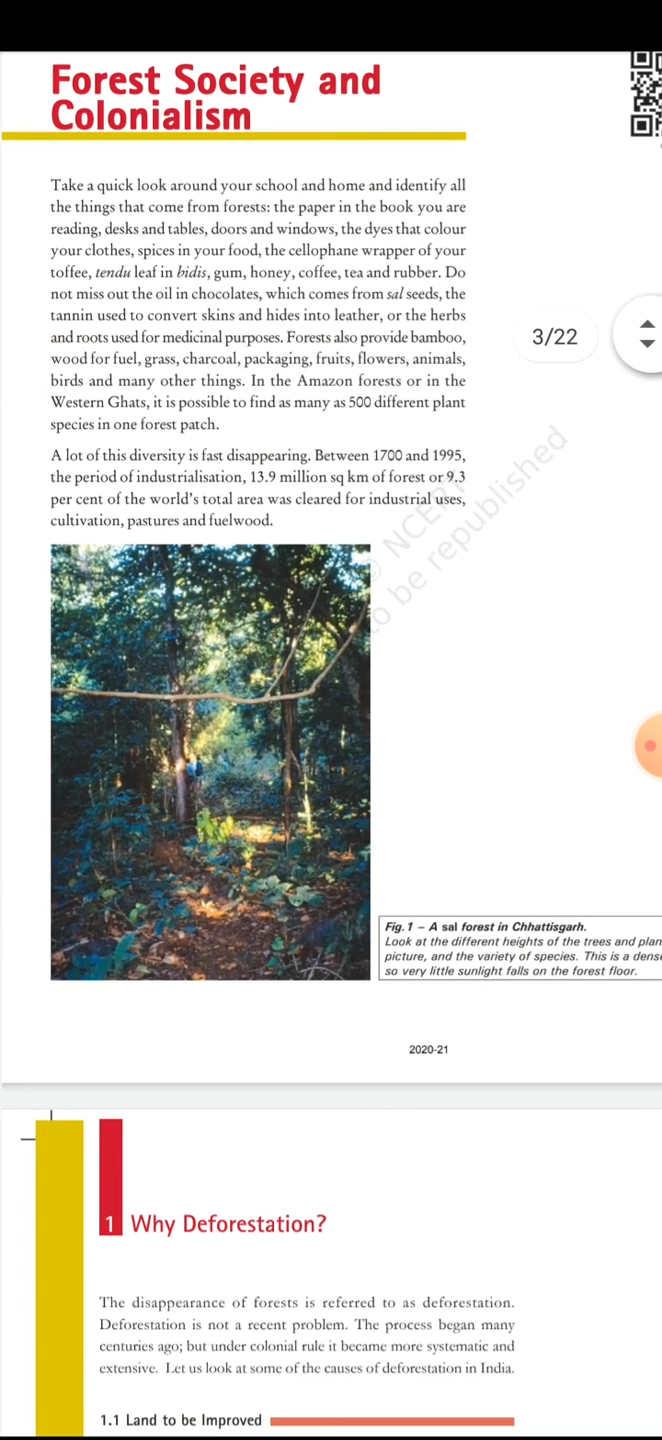 Forest Society and
Colonialism
Take a quick look around your school and home and identify all
the things that come from forests: the paper in the book you are
reading, desks and tables, doors and windows, the dyes that colour
your clothes, spices in your food, the cellophane wrapper of your
toffee, tendu leaf in bidis, gum, honey, coffee, tea and rubber. Do
not miss out the oil in chocolates, which comes from sal seeds, the
tannin used to convert skins and hides into leather, or the herbs
and roots used for medicinal purposes. Forests also provide bamboo,
wood for fuel, grass, charcoal, packaging, fruits, flowers, animals,
birds and many other things. In the Amazon forests or in the
Western Ghats, it is possible to find as many as 500 different plant
species in one forest patch.
3/22
A lot of this diversity is fast disappearing. Between 1700 and 1995,
the period of industrialisation, 13.9 million sq km of forest or 9.3
per cent of the world's total area was cleared for industrial uses,
cultivation, pastures and fuelwood.
© NCERT
to be republished
Fig.1 – A sal forest in Chhattisgarh.
Look at the different heights of the trees and plan
picture, and the variety of species. This is a dense
so very little sunlight falls on the forest floor.
2020-21
1 Why Deforestation?
The disappearance of forests is referred to as deforestation.
Deforestation is not a recent problem. The process began many
centuries ago; but under colonial rule it became more systematic and
extensive. Let us look at some of the causes of deforestation in India.
1.1 Land to be Improved